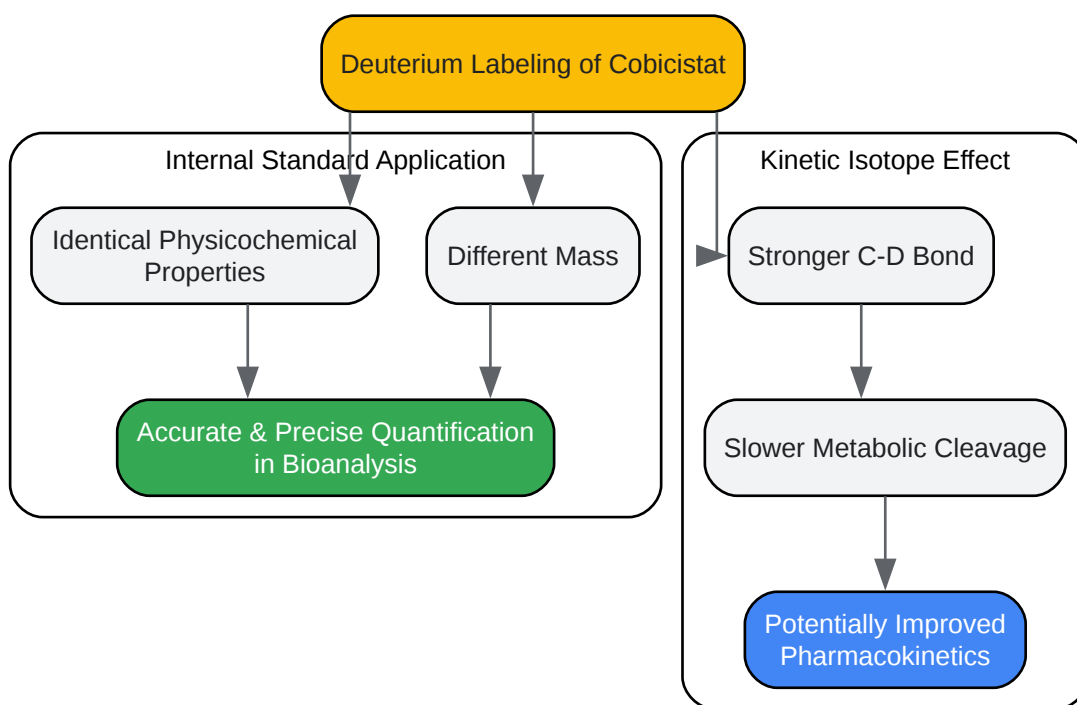 Deuterium Labeling of Cobicistat
Internal Standard Application
Kinetic Isotope Effect
Identical Physicochemical
Properties
Different Mass
Stronger C-D Bond
Accurate & Precise Quantification
in Bioanalysis
Slower Metabolic Cleavage
Potentially Improved
Pharmacokinetics